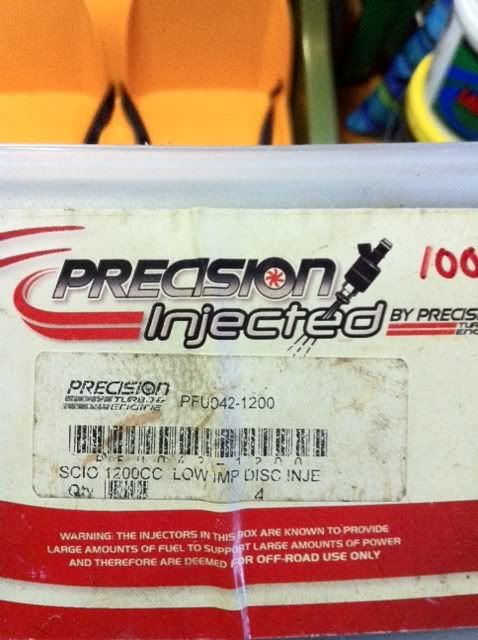 PRECISION
Injected
BY PRECIS
100
PRECISION
TURBO &
ENGINE
PFU042-1200
SCIC 1200CC LOW IMP DISC INJE
Qty 4
WARNING: THE INJECTORS IN THIS BOX ARE KNOWN TO PROVIDE
LARGE AMOUNTS OF FUEL TO SUPPORT LARGE AMOUNTS OF POWER
AND THEREFORE ARE DEEMED FOR OFF-ROAD USE ONLY